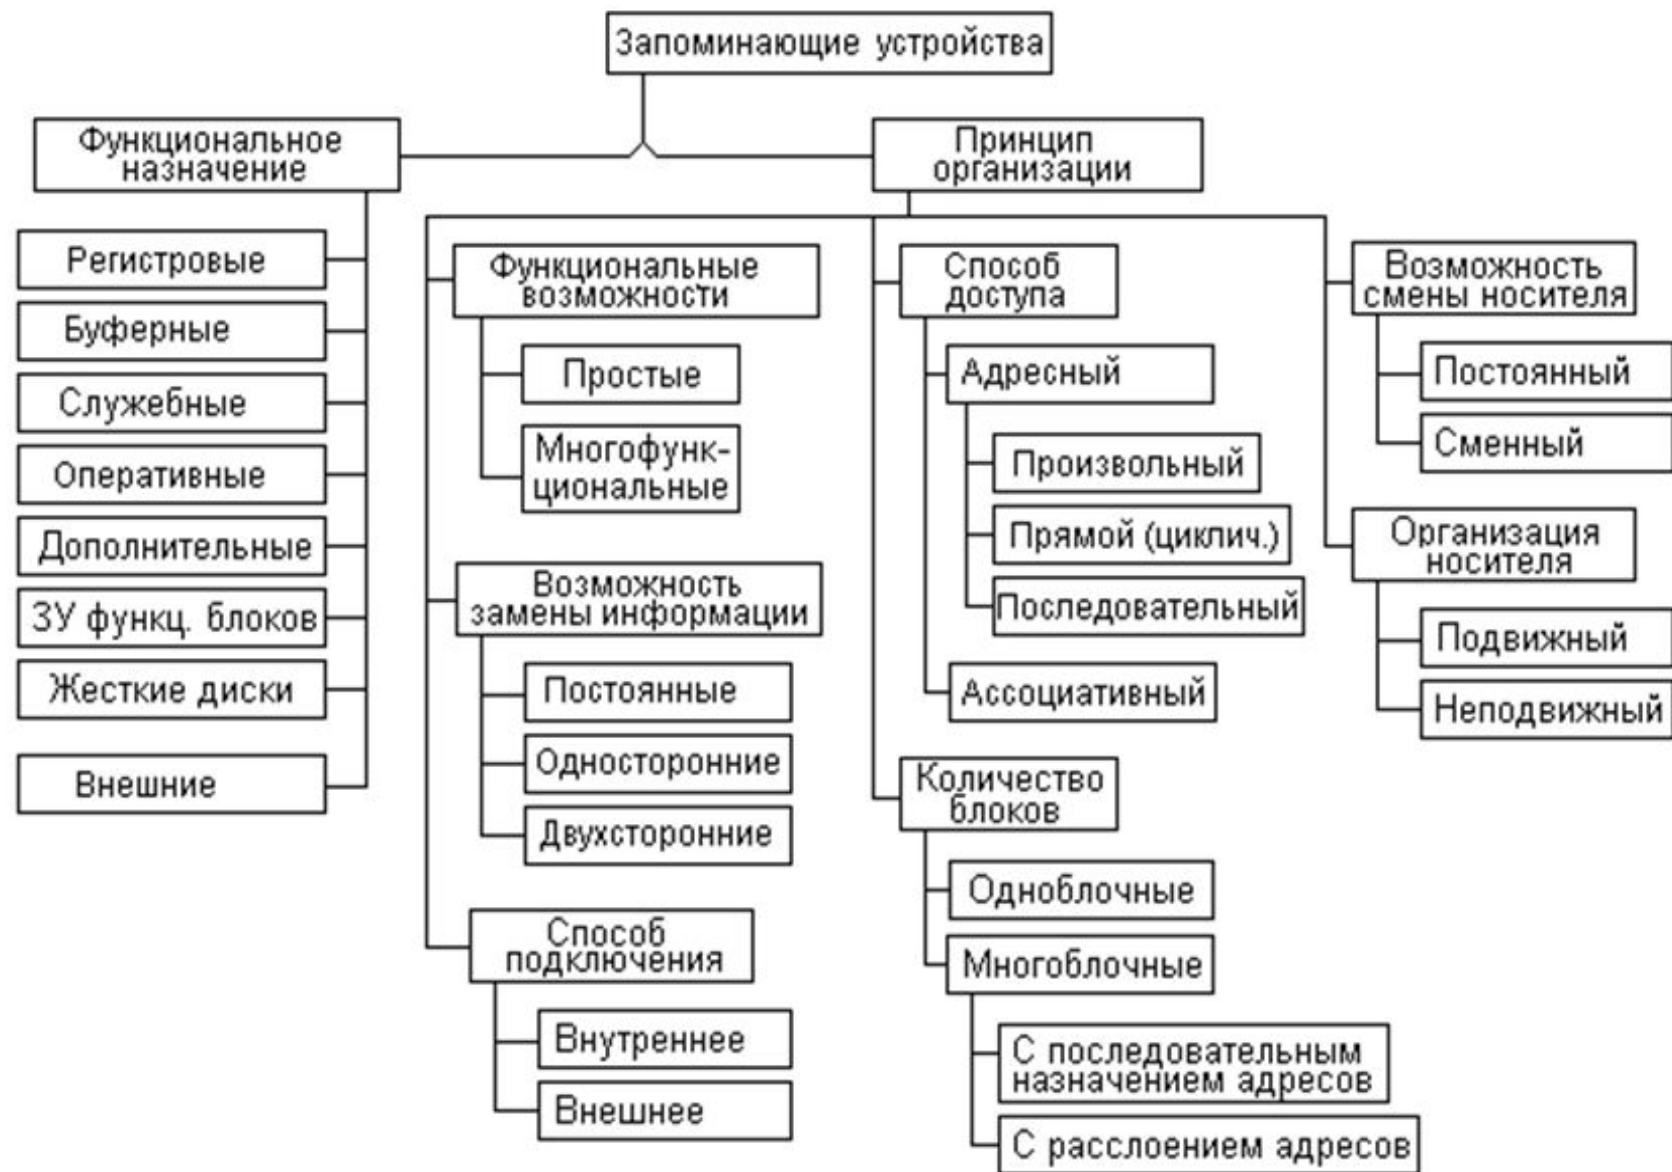 Запоминающие устройства
Функциональное
назначение
Регистровые
Буферные
Служебные
Оперативные
Дополнительные
ЗУ функц. блоков
Жесткие диски
Внешние
Принцип
организации
Функциональные
возможности
Простые
Многофунк-
циональные
Возможность
замены информации
Постоянные
Односторонние
Двухсторонние
Способ
подключения
Внутреннее
Внешнее
Способ
доступа
Адресный
Произвольный
Прямой (циклич.)
Последовательный
Ассоциативный
Количество
блоков
Одноблочные
Многоблочные
С последовательным
назначением адресов
С расслоением адресов
Возможность
смены носителя
Постоянный
Сменный
Организация
носителя
Подвижный
Неподвижный